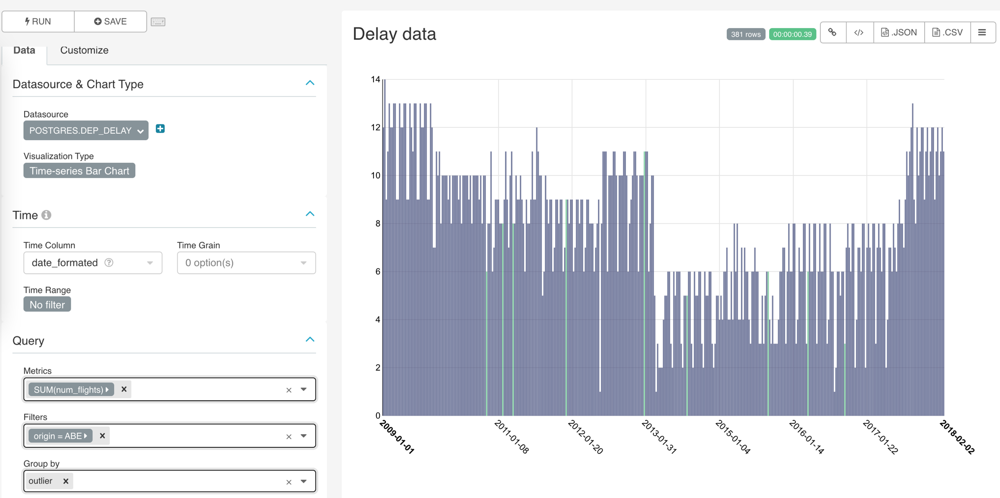 RUN
SAVE
Data
Customize
Datasource & Chart Type
Datasource
POSTGRES.DEP_DELAY
Visualization Type
Time-series Bar Chart
Time
Time Column
Time Grain
date_formated
0 option(s)
Time Range
No filter
Query
Metrics
SUM(num_flights)
Filters
origin = ABE
Group by
outlier
Delay data
381 rows
00:00:00.39
.JSON
.CSV
14
12
10
8
6
4
2
0
2009-01-01
2011-01-08
2012-01-20
2013-01-31
2015-01-04
2016-01-14
2017-01-22
2018-02-02